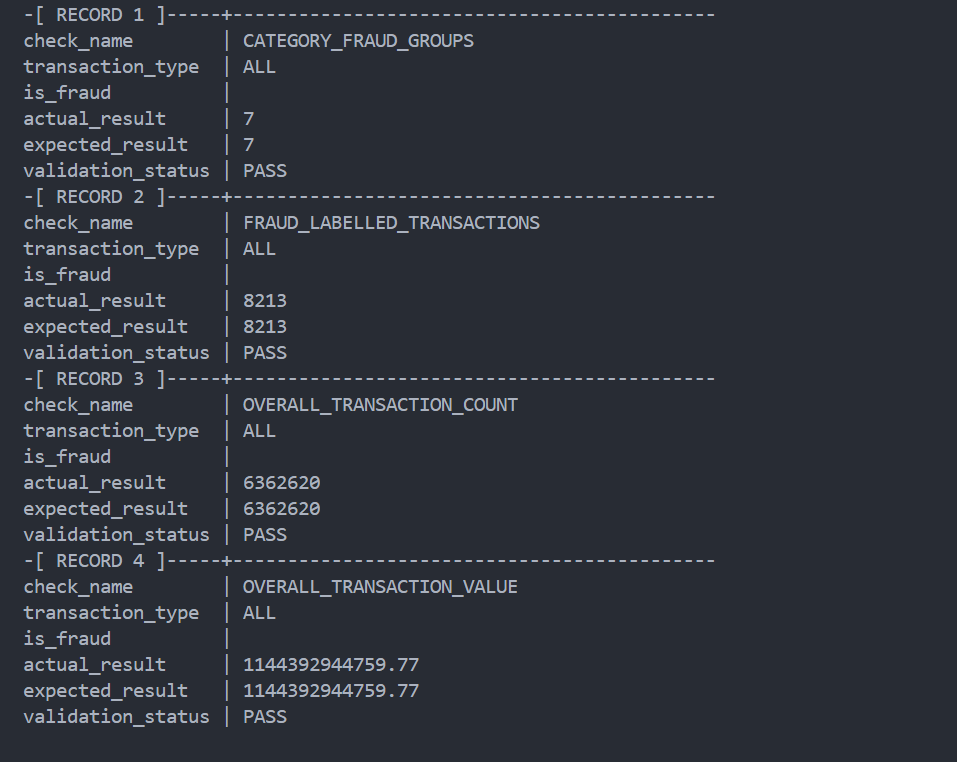 -[ RECORD 1 ]-----+--------------------------------------------
check_name        | CATEGORY_FRAUD_GROUPS
transaction_type  | ALL
is_fraud          |
actual_result     | 7
expected_result   | 7
validation_status | PASS
-[ RECORD 2 ]-----+--------------------------------------------
check_name        | FRAUD_LABELLED_TRANSACTIONS
transaction_type  | ALL
is_fraud          |
actual_result     | 8213
expected_result   | 8213
validation_status | PASS
-[ RECORD 3 ]-----+--------------------------------------------
check_name        | OVERALL_TRANSACTION_COUNT
transaction_type  | ALL
is_fraud          |
actual_result     | 6362620
expected_result   | 6362620
validation_status | PASS
-[ RECORD 4 ]-----+--------------------------------------------
check_name        | OVERALL_TRANSACTION_VALUE
transaction_type  | ALL
is_fraud          |
actual_result     | 1144392944759.77
expected_result   | 1144392944759.77
validation_status | PASS